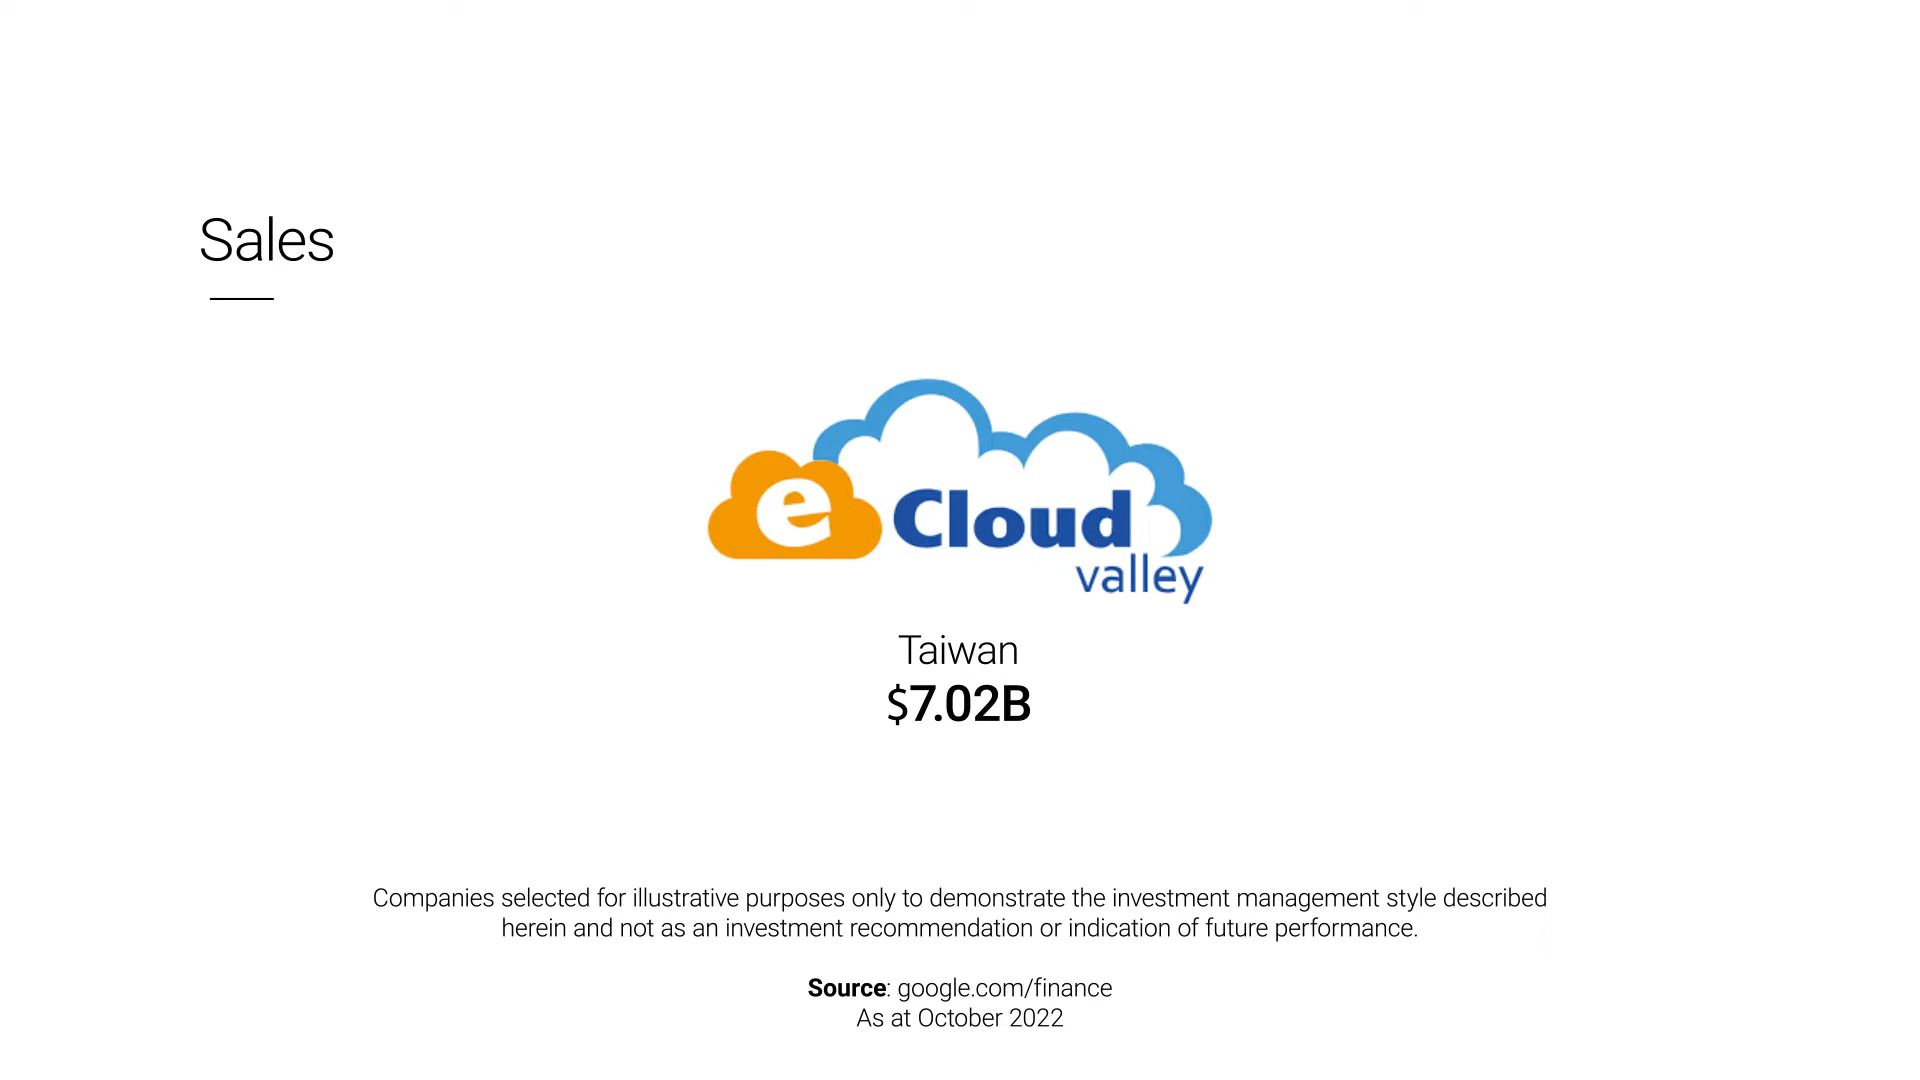 Sales
e Cloud
valley
Taiwan
$7.02B
Companies selected for illustrative purposes only to demonstrate the investment management style described
herein and not as an investment recommendation or indication of future performance.
Source: google.com/finance
As at October 2022